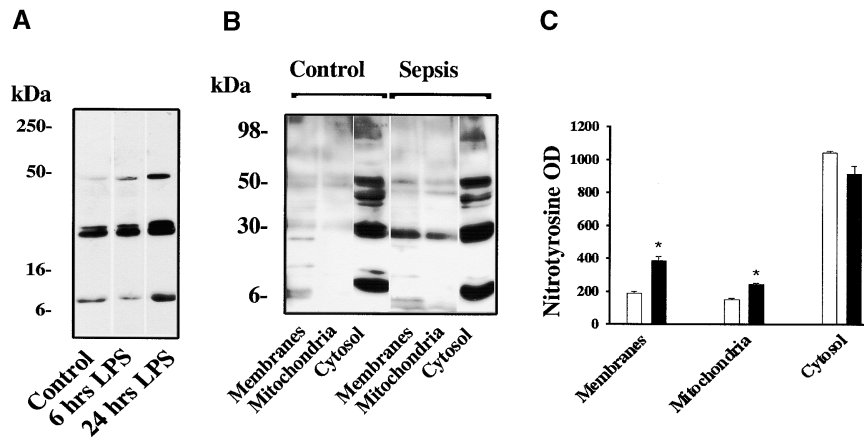 A
kDa
250-
50-
16-
6-
Control
6 hrs LPS
24 hrs LPS
B
Control Sepsis
kDa
98-
50-
30-
6-
Membranes
Mitochondria
Cytosol
Membranes
Mitochondria
Cytosol
C
Nitrotyrosine OD
1200
1000
800
600
400
200
0
*
*
Membranes
Mitochondria
Cytosol